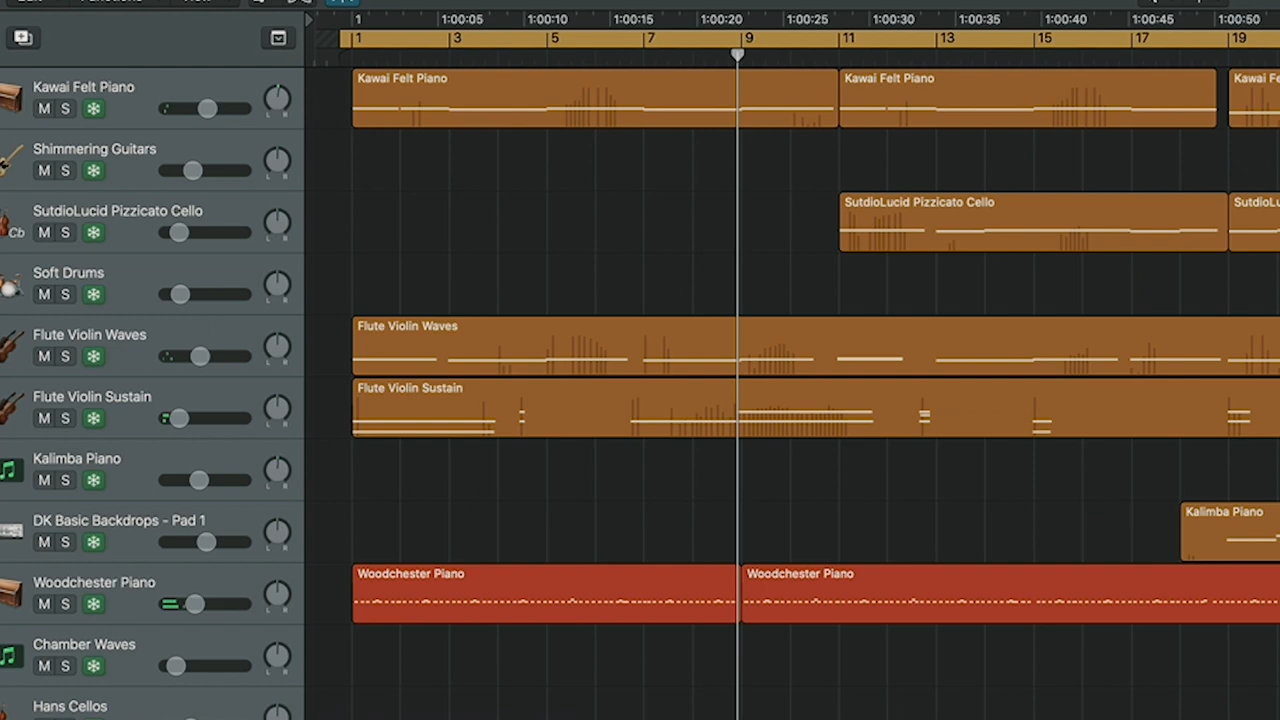 1 1:00:05 1:00:10 1:00:15 1:00:20 1:00:25 1:00:30 1:00:35 1:00:40 1:00:45 1:00:50
1 3 5 7 9 11 13 15 17 19
Kawai Felt Piano
M S
L R
Kawai Felt Piano
Kawai Felt Piano
Kawai Fe
Shimmering Guitars
M S
L R
SutdioLucid Pizzicato Cello
Cb
M S
L R
SutdioLucid Pizzicato Cello
SutdioLu
Soft Drums
M S
L R
Flute Violin Waves
M S
L R
Flute Violin Waves
Flute Violin Sustain
M S
L R
Flute Violin Sustain
Kalimba Piano
M S
L R
DK Basic Backdrops - Pad 1
M S
L R
Kalimba Piano
Woodchester Piano
M S
L R
Woodchester Piano
Woodchester Piano
Chamber Waves
M S
L R
Hans Cellos